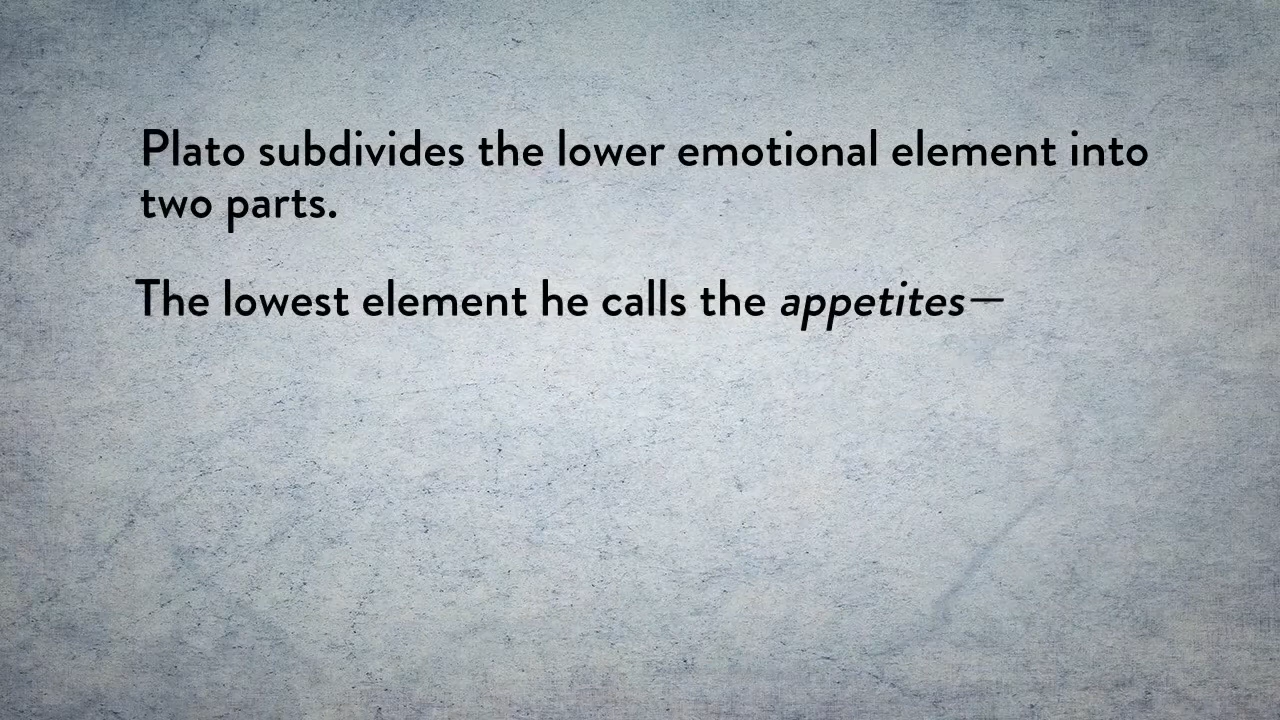 Plato subdivides the lower emotional element into
two parts.
The lowest element he calls the appetites—